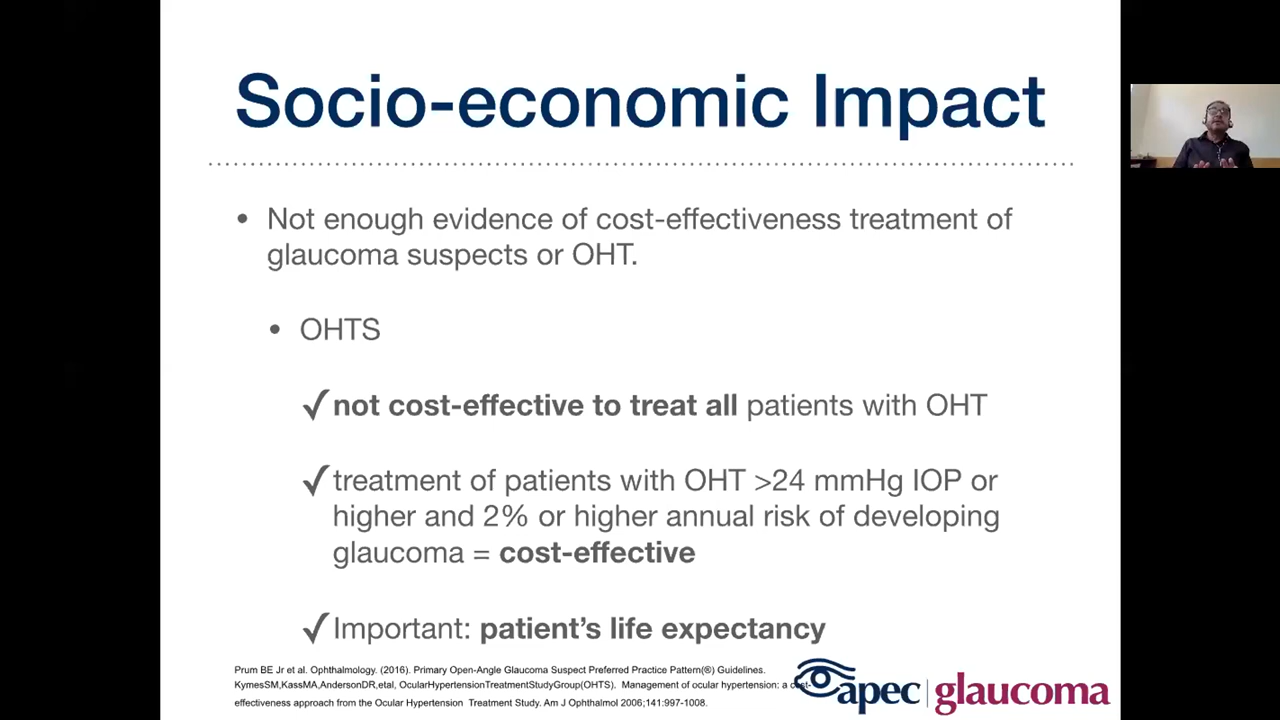 Socio-economic Impact
• Not enough evidence of cost-effectiveness treatment of
glaucoma suspects or OHT.
• OHTS
✓not cost-effective to treat all patients with OHT
✓treatment of patients with OHT >24 mmHg IOP or
higher and 2% or higher annual risk of developing
glaucoma = cost-effective
✓Important: patient’s life expectancy
Prum BE Jr et al. Ophthalmology. (2016). Primary Open-Angle Glaucoma Suspect Preferred Practice Pattern(®) Guidelines.
KymesSM,KassMA,AndersonDR,etal, OcularHypertensionTreatmentStudyGroup(OHTS). Management of ocular hypertension: a cost-
effectiveness approach from the Ocular Hypertension Treatment Study. Am J Ophthalmol 2006;141:997-1008.
apec | glaucoma